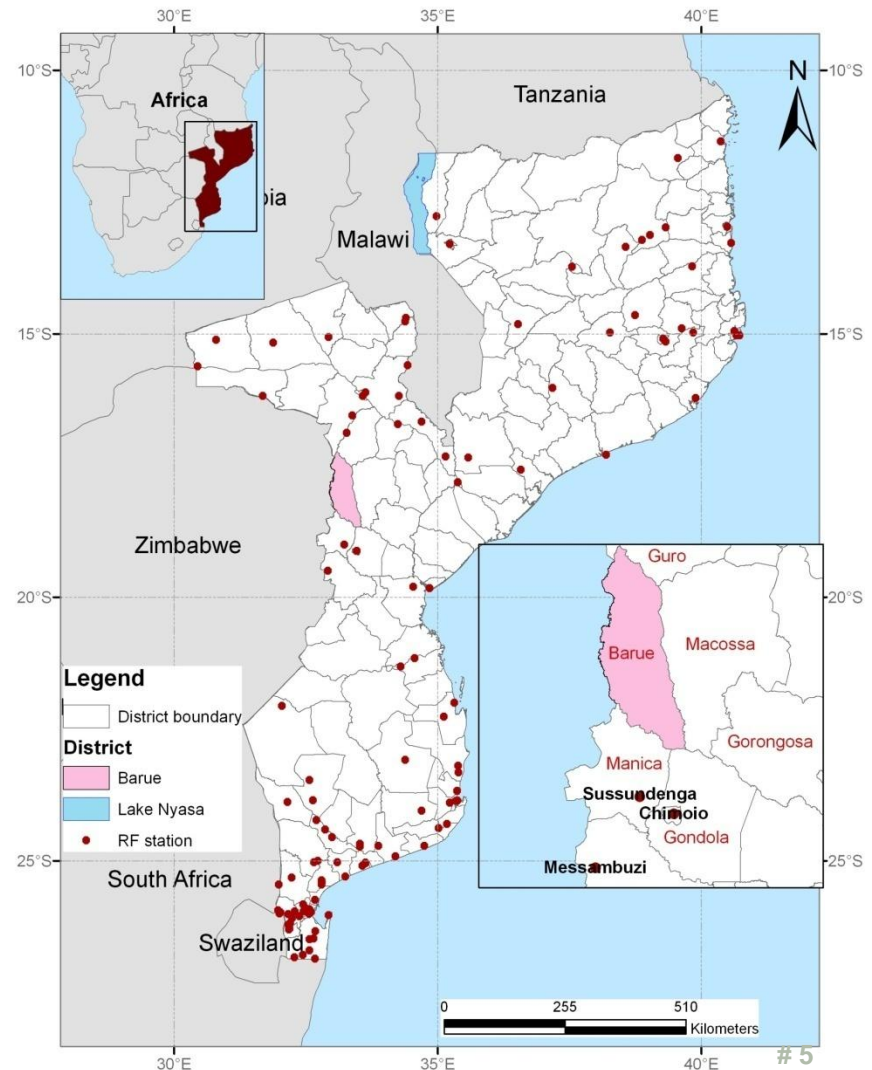 30°E
35°E
40°E
10°S
10°S
N
Africa
Tanzania
bia
Malawi
15°S
15°S
Zimbabwe
20°S
20°S
Guro
Barue
Macossa
Gorongosa
Manica
Sussundenga
Chimoio
Gondola
Messambuzi
Legend
District boundary
District
Barue
Lake Nyasa
RF station
25°S
25°S
South Africa
Swaziland
0 255 510
Kilometers
# 5
30°E
35°E
40°E